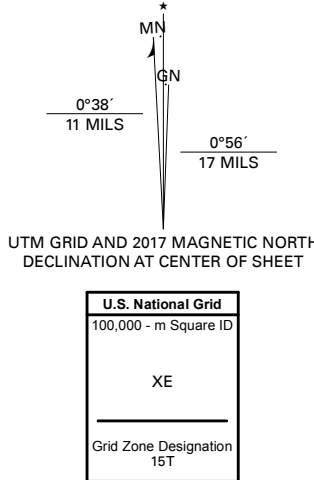 MN
GN
0°38´
11 MILS
0°56´
17 MILS
UTM GRID AND 2017 MAGNETIC NORTH
DECLINATION AT CENTER OF SHEET
U.S. National Grid
100,000 - m Square ID
XE
Grid Zone Designation
15T